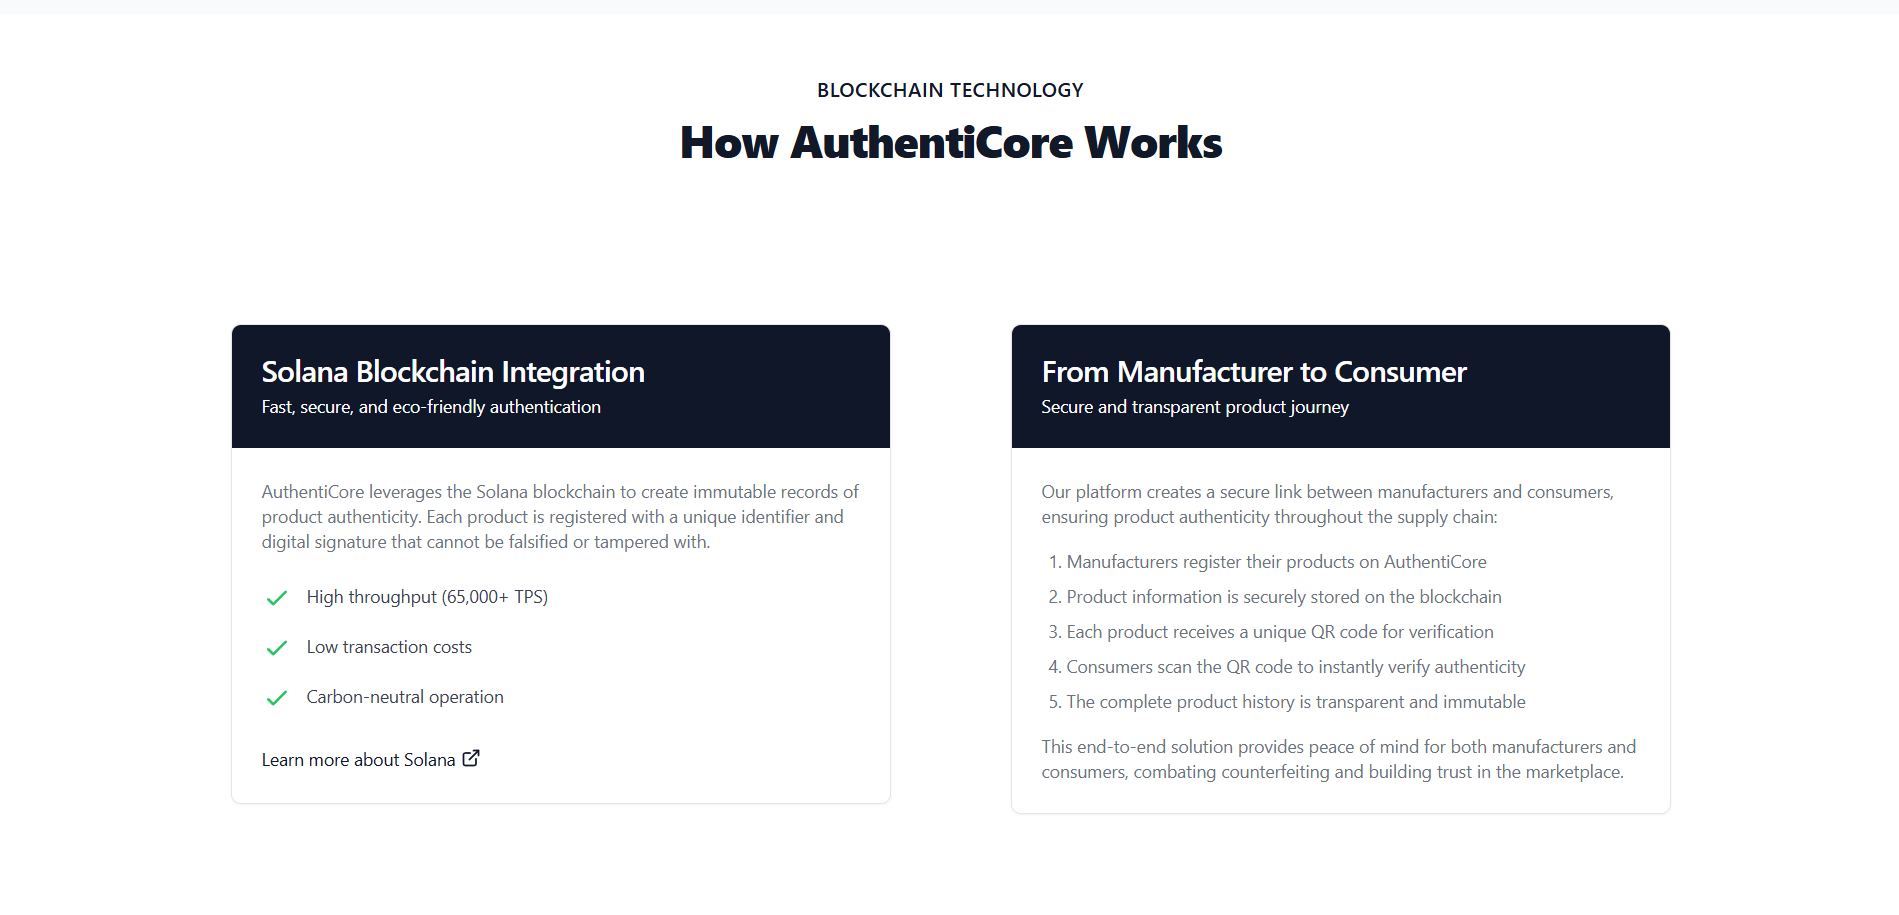 BLOCKCHAIN TECHNOLOGY
How AuthentiCore Works
Solana Blockchain Integration
Fast, secure, and eco-friendly authentication
AuthentiCore leverages the Solana blockchain to create immutable records of
product authenticity. Each product is registered with a unique identifier and
digital signature that cannot be falsified or tampered with.
High throughput (65,000+ TPS)
Low transaction costs
Carbon-neutral operation
Learn more about Solana
From Manufacturer to Consumer
Secure and transparent product journey
Our platform creates a secure link between manufacturers and consumers,
ensuring product authenticity throughout the supply chain:
1. Manufacturers register their products on AuthentiCore
2. Product information is securely stored on the blockchain
3. Each product receives a unique QR code for verification
4. Consumers scan the QR code to instantly verify authenticity
5. The complete product history is transparent and immutable
This end-to-end solution provides peace of mind for both manufacturers and
consumers, combating counterfeiting and building trust in the marketplace.